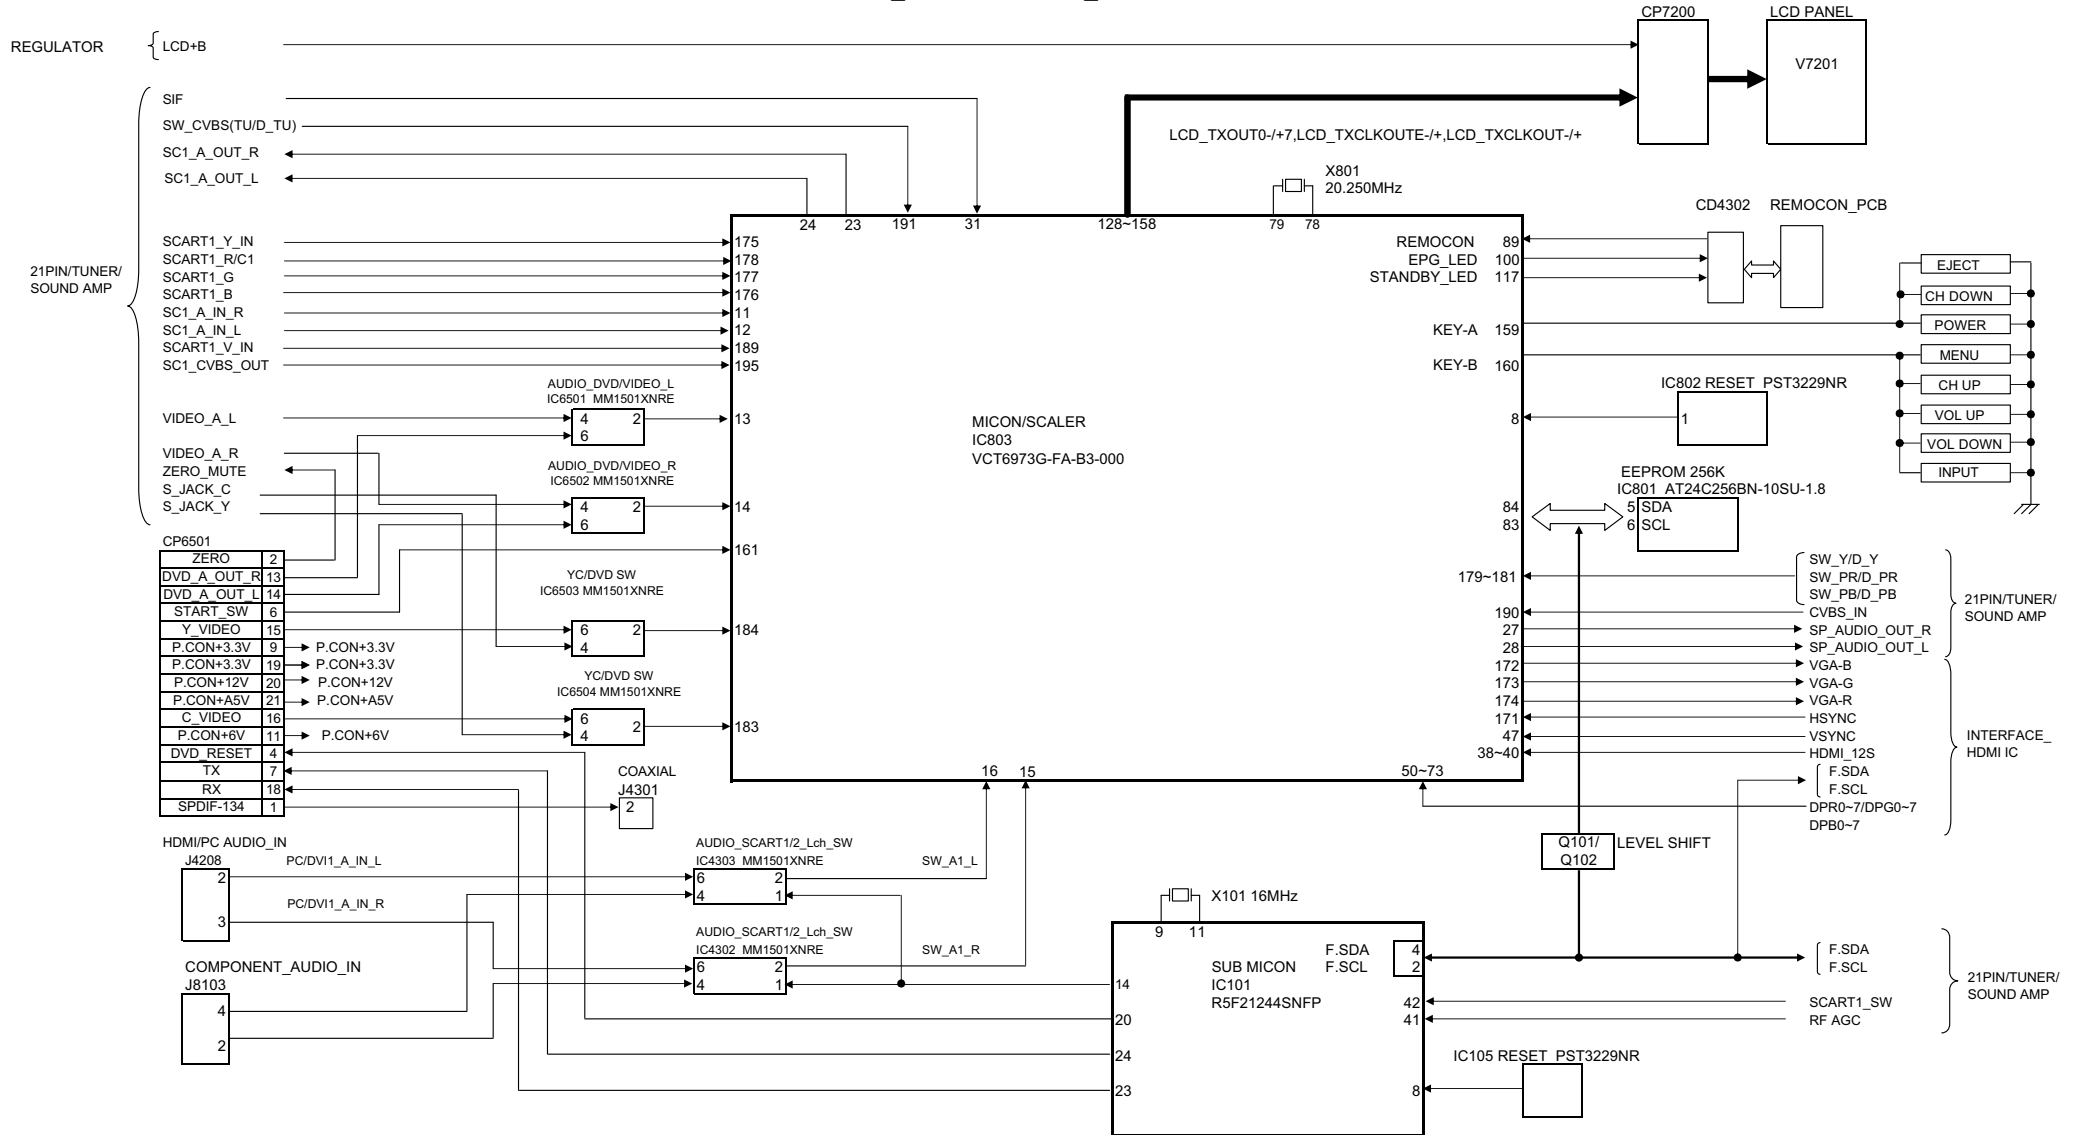 CP7200
LCD PANEL
V7201
REGULATOR
LCD+B
SIF
SW_CVBS(TU/D_TU)
SC1_A_OUT_R
SC1_A_OUT_L
LCD_TXOUT0-/+7,LCD_TXCLKOUTE-/+,LCD_TXCLKOUT-/+
X801
20.250MHz
24 23 191 31 128~158 79 78
21PIN/TUNER/
SOUND AMP
SCART1_Y_IN 175
SCART1_R/C1 178
SCART1_G 177
SCART1_B 176
SC1_A_IN_R 11
SC1_A_IN_L 12
SCART1_V_IN 189
SC1_CVBS_OUT 195
AUDIO_DVD/VIDEO_L
IC6501 MM1501XNRE
VIDEO_A_L 4 2 13
6
VIDEO_A_R
ZERO_MUTE
S_JACK_C
S_JACK_Y
AUDIO_DVD/VIDEO_R
IC6502 MM1501XNRE
4 2 14
6
161
YC/DVD SW
IC6503 MM1501XNRE
6 2 184
4
YC/DVD SW
IC6504 MM1501XNRE
6 2 183
4
CP6501
ZERO 2
DVD_A_OUT_R 13
DVD_A_OUT_L 14
START_SW 6
Y_VIDEO 15
P.CON+3.3V 9 P.CON+3.3V
P.CON+3.3V 19 P.CON+3.3V
P.CON+12V 20 P.CON+12V
P.CON+A5V 21 P.CON+A5V
C_VIDEO 16
P.CON+6V 11 P.CON+6V
DVD_RESET 4
TX 7
RX 18
SPDIF-134 1
COAXIAL
J4301
2
MICON/SCALER
IC803
VCT6973G-FA-B3-000
16 15 50~73
REMOCON 89
EPG_LED 100
STANDBY_LED 117
KEY-A 159
KEY-B 160
8
84
83
179~181
190
27
28
172
173
174
171
47
38~40
CD4302
REMOCON_PCB
EJECT
CH DOWN
POWER
MENU
CH UP
VOL UP
VOL DOWN
INPUT
IC802 RESET PST3229NR
1
EEPROM 256K
IC801 AT24C256BN-10SU-1.8
5 SDA
6 SCL
SW_Y/D_Y
SW_PR/D_PR
SW_PB/D_PB
CVBS_IN
SP_AUDIO_OUT_R
SP_AUDIO_OUT_L
21PIN/TUNER/
SOUND AMP
VGA-B
VGA-G
VGA-R
HSYNC
VSYNC
HDMI_12S
F.SDA
F.SCL
DPR0~7/DPG0~7
DPB0~7
INTERFACE_
HDMI IC
Q101/
Q102
LEVEL SHIFT
HDMI/PC AUDIO_IN
J4208
2
3
PC/DVI1_A_IN_L
PC/DVI1_A_IN_R
AUDIO_SCART1/2_Lch_SW
IC4303 MM1501XNRE
6 2
4 1
SW_A1_L
AUDIO_SCART1/2_Lch_SW
IC4302 MM1501XNRE
6 2
4 1
SW_A1_R
COMPONENT_AUDIO_IN
J8103
4
2
X101 16MHz
9 11
SUB MICON
IC101
R5F21244SNFP
14
20
24
23
F.SDA 4
F.SCL 2
42
41
8
F.SDA
F.SCL
SCART1_SW
RF AGC
21PIN/TUNER/
SOUND AMP
IC105 RESET PST3229NR